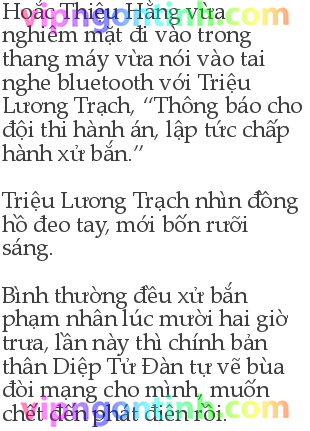 vipngontinh.com
Hoắc Thiệu Hằng vừa
nghiêm mặt đi vào trong
thang máy vừa nói vào tai
nghe bluetooth với Triệu
Lương Trạch, “Thông báo cho
đội thi hành án, lập tức chấp
hành xử bắn.”
Triệu Lương Trạch nhìn đồng
hồ đeo tay, mới bốn rưỡi
sáng.
Bình thường đều xử bắn
phạm nhân lúc mười hai giờ
trưa, lần này thì chính bản
thân Diệp Tử Đàn tự vẽ bùa
đòi mạng cho mình, muốn
chết đến phát điên rồi.
vipngontinh.com